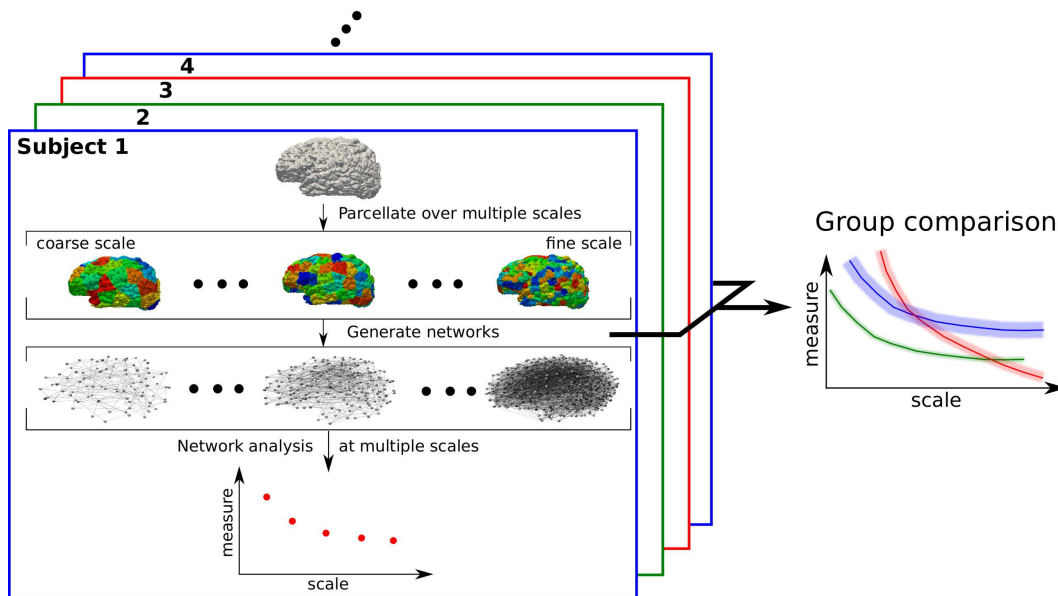 4
3
2
Subject 1
Parcellate over multiple scales
coarse scale
fine scale
Generate networks
Network analysis
at multiple scales
measure
scale
Group comparison
measure
scale